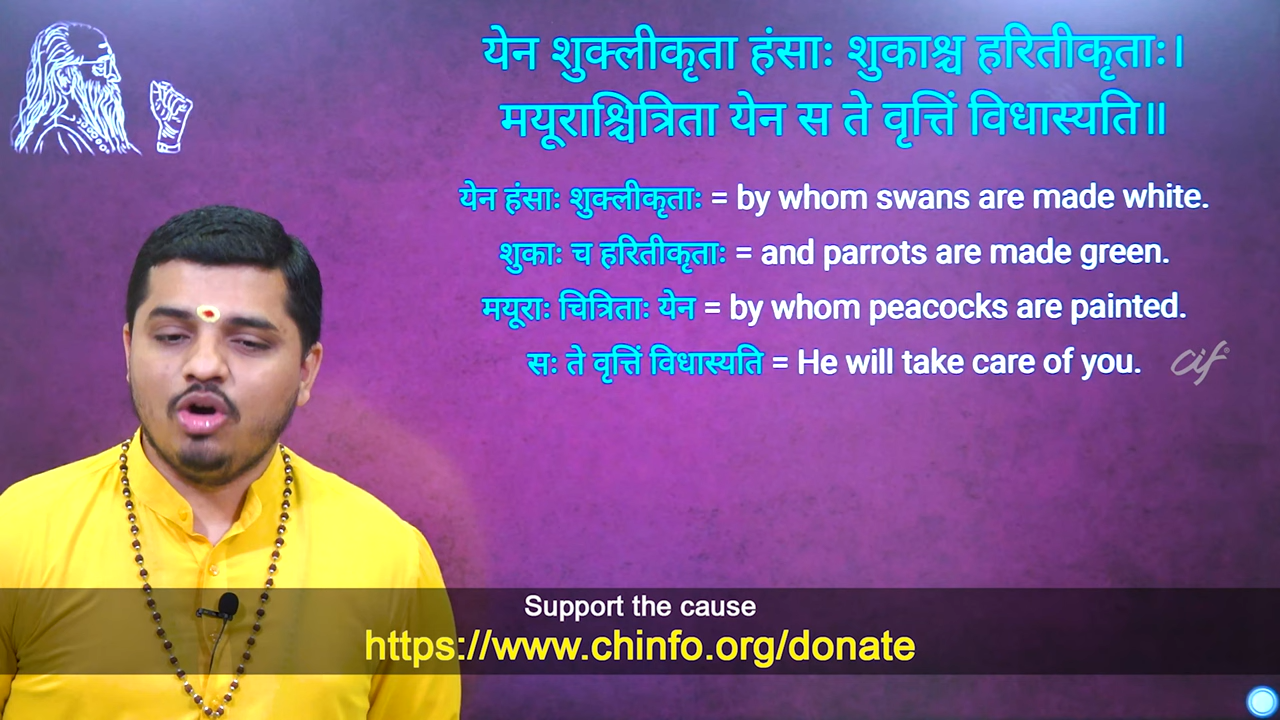 येन शुक्लीकृता हंसाः शुकाश्च हरितीकृताः।
मयूराश्चित्रिता येन स ते वृत्तिं विधास्यति॥
येन हंसाः शुक्लीकृताः = by whom swans are made white.
शुकाः च हरितीकृताः = and parrots are made green.
मयूराः चित्रिताः येन = by whom peacocks are painted.
सः ते वृत्तिं विधास्यति = He will take care of you.
cif
Support the cause
https://www.chinfo.org/donate